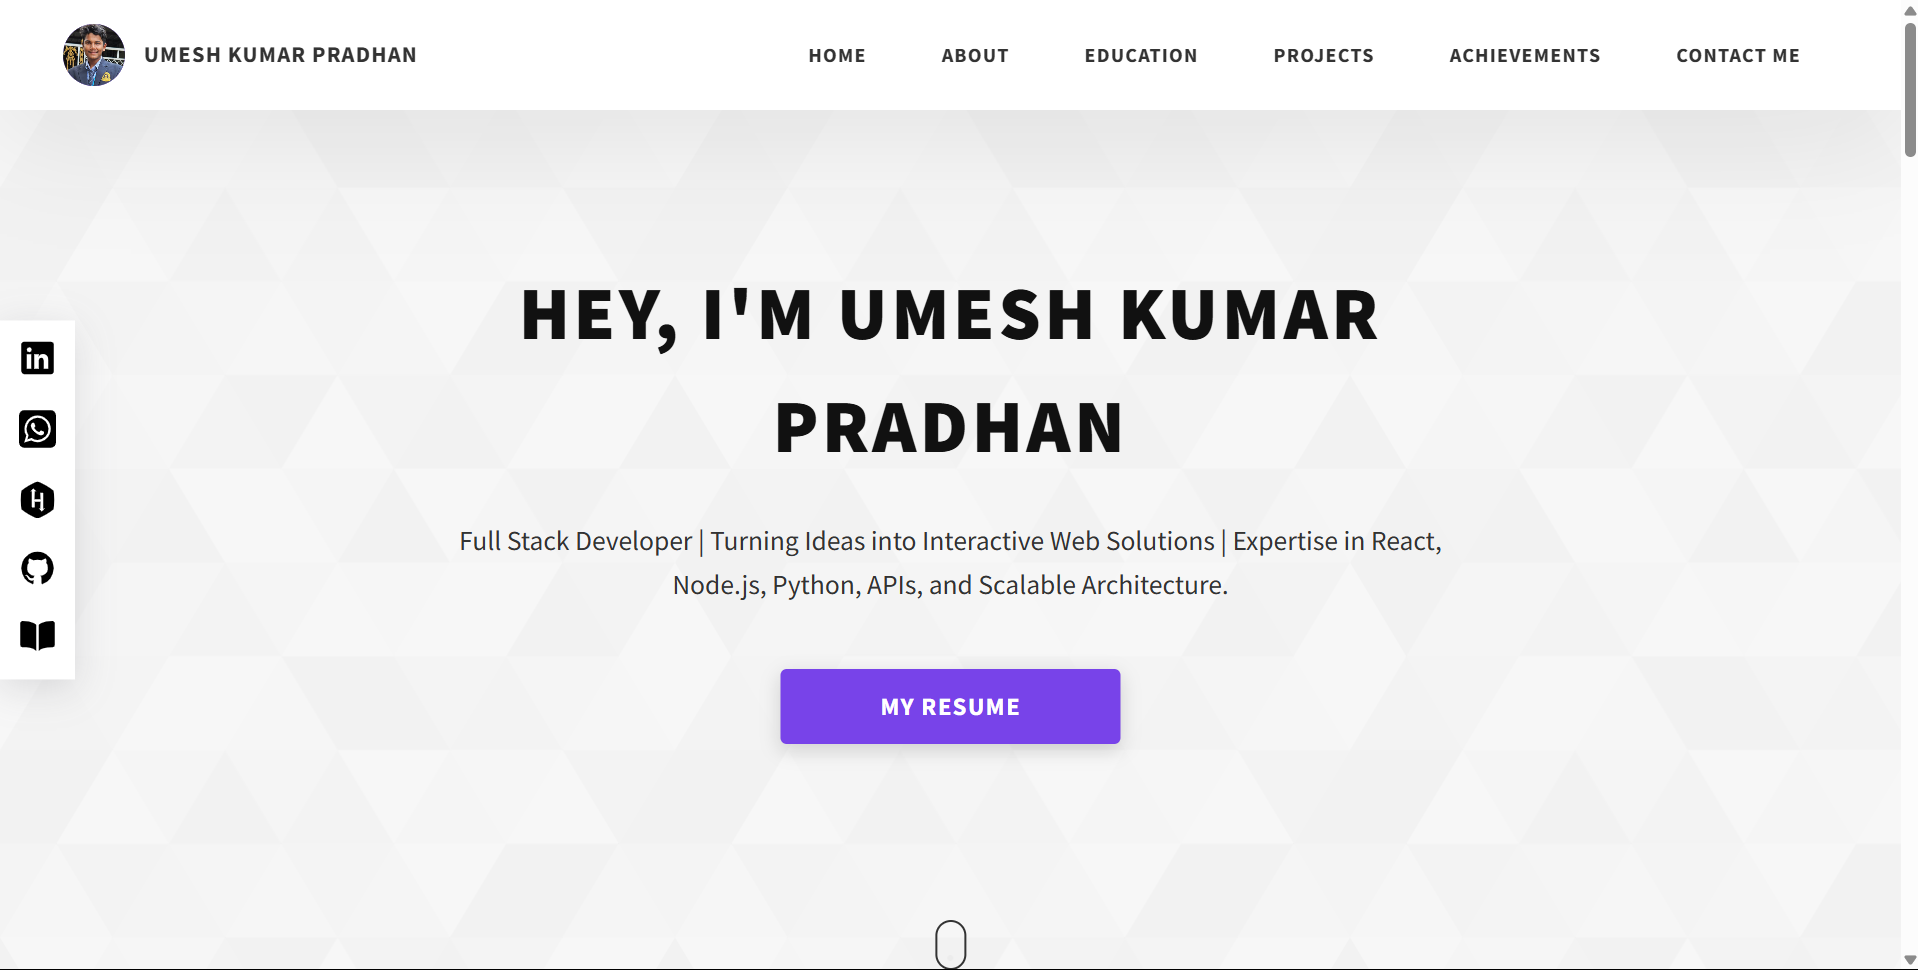 UMESH KUMAR PRADHAN
HOME
ABOUT
EDUCATION
PROJECTS
ACHIEVEMENTS
CONTACT ME
HEY, I'M UMESH KUMAR
PRADHAN
Full Stack Developer | Turning Ideas into Interactive Web Solutions | Expertise in React,
Node.js, Python, APIs, and Scalable Architecture.
MY RESUME